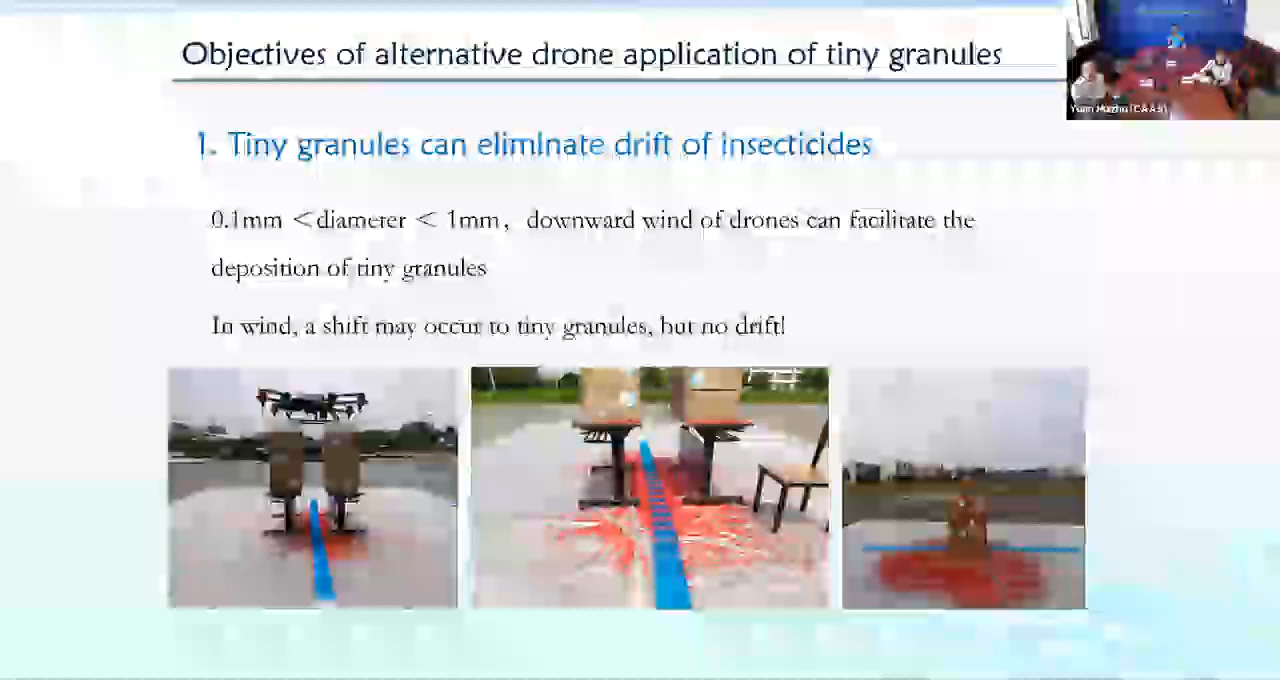 Objectives of alternative drone application of tiny granules
1. Tiny granules can eliminate drift of insecticides
0.1mm ＜diameter ＜ 1mm，downward wind of drones can facilitate the
deposition of tiny granules
In wind, a shift may occur to tiny granules, but no drift!
(CAAS)